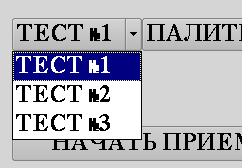 ТЕСТ №1 ПАЛИТ
ТЕСТ №1
ТЕСТ №2
ТЕСТ №3
НАЧАТЬ ПРИЕМ